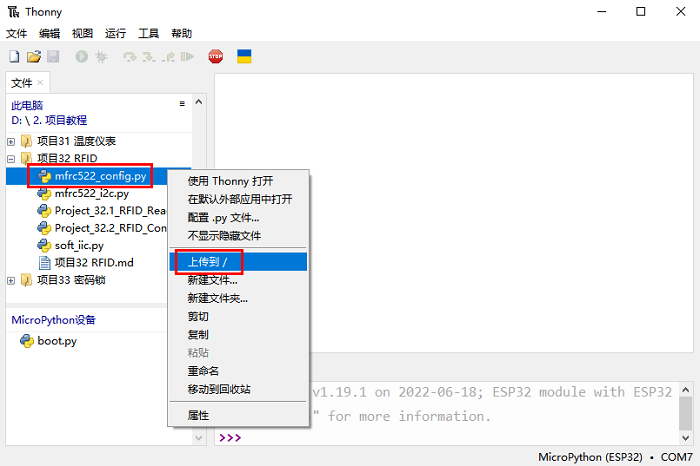 Thonny
文件 编辑 视图 运行 工具 帮助
STOP
文件
此电脑
D: \ 2. 项目教程
项目31 温度仪表
项目32 RFID
mfrc522_config.py
mfrc522_i2c.py
Project_32.1_RFID_Rea
Project_32.2_RFID_Con
soft_iic.py
项目32 RFID.md
项目33 密码锁
MicroPython设备
boot.py
使用 Thonny 打开
在默认外部应用中打开
配置 .py 文件...
不显示隐藏文件
上传到 /
新建文件...
新建文件夹...
剪切
复制
粘贴
重命名
移动到回收站
属性
v1.19.1 on 2022-06-18; ESP32 module with ESP32
" for more information.
>>>
MicroPython (ESP32) • COM7